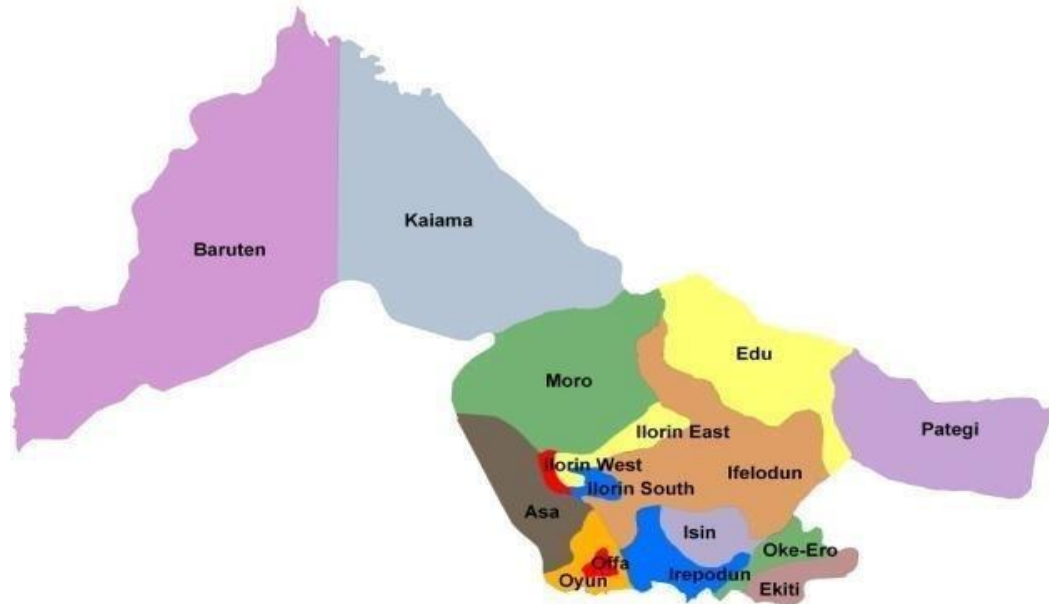 Kaiama
Baruten
Edu
Moro
Pategi
Ilorin East
Ilorin West
Ifelodun
Ilorin South
Asa
Isin
Oke-Ero
Offa
Irepodun
Oyun
Ekiti